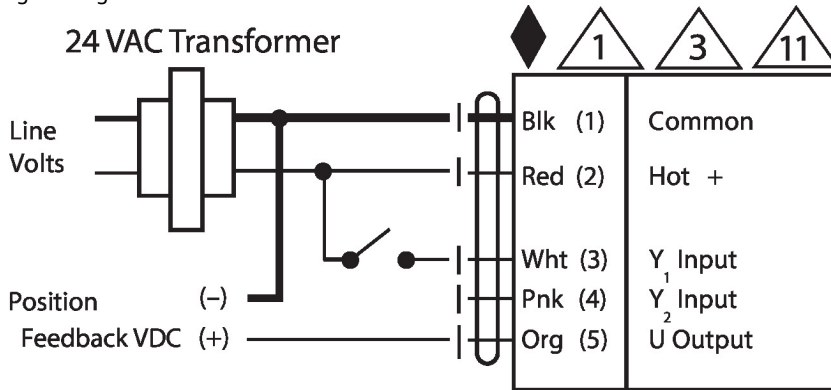 24 VAC Transformer
1
3
11
Line
Volts
Blk (1) Common
Red (2) Hot +
Wht (3) Y1 Input
Position (–)
Pnk (4) Y2 Input
Feedback VDC (+)
Org (5) U Output